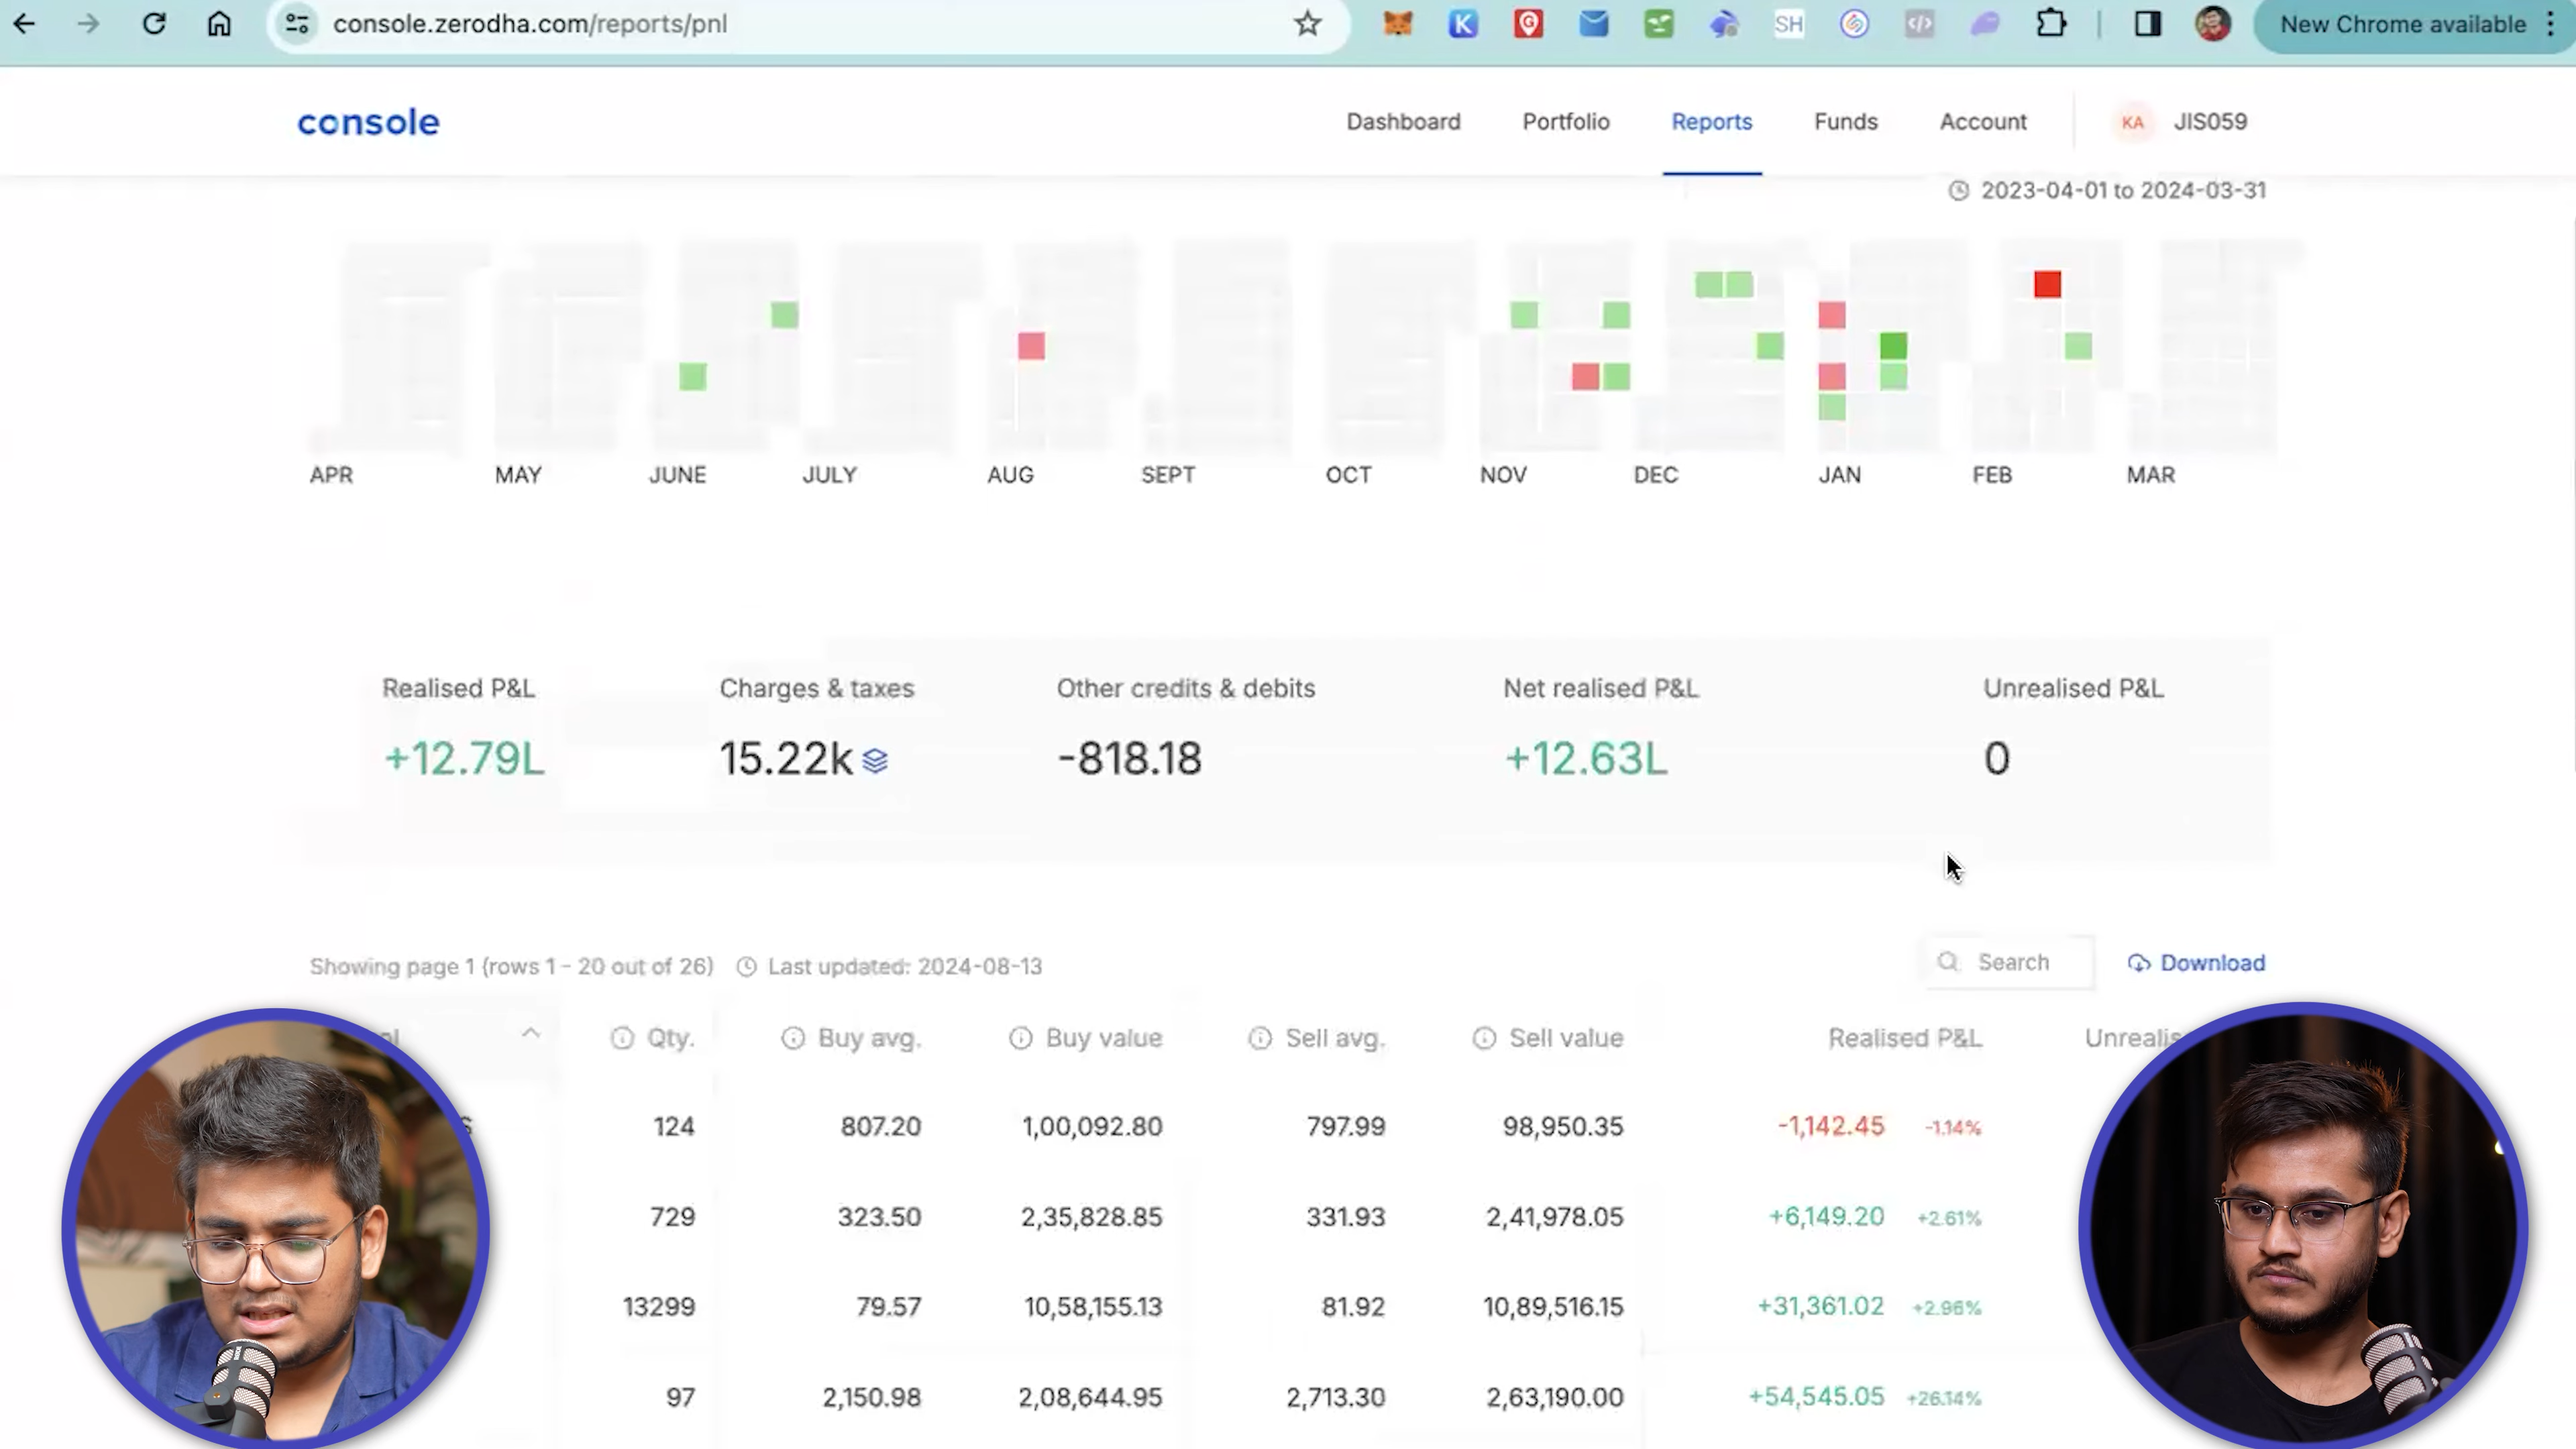 console.zerodha.com/reports/pnl
SH
New Chrome available
console
Dashboard
Portfolio
Reports
Funds
Account
KA
JIS059
2023-04-01 to 2024-03-31
APR MAY JUNE JULY AUG SEPT OCT NOV DEC JAN FEB MAR
Realised P&L Charges & taxes Other credits & debits Net realised P&L Unrealised P&L
+12.79L 15.22k -818.18 +12.63L 0
Showing page 1 (rows 1 - 20 out of 26) Last updated: 2024-08-13 Search Download
Qty. Buy avg. Buy value Sell avg. Sell value Realised P&L
124 807.20 1,00,092.80 797.99 98,950.35 -1,142.45 -1.14%
729 323.50 2,35,828.85 331.93 2,41,978.05 +6,149.20 +2.61%
13299 79.57 10,58,155.13 81.92 10,89,516.15 +31,361.02 +2.96%
97 2,150.98 2,08,644.95 2,713.30 2,63,190.00 +54,545.05 +26.14%